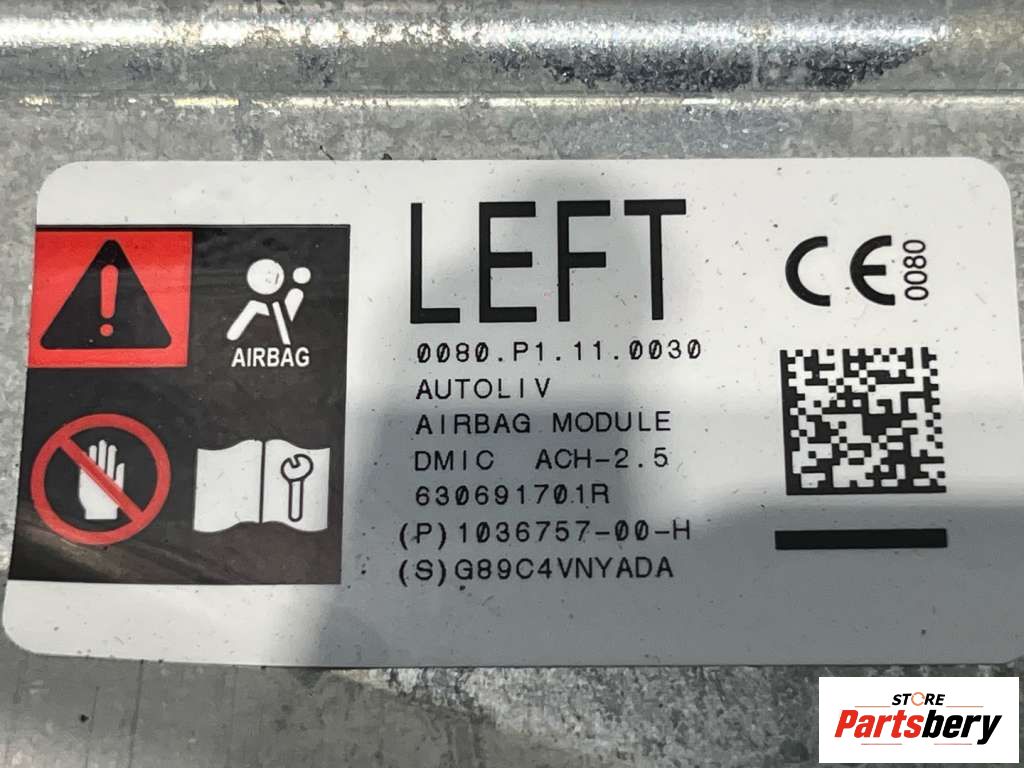 LEFT
0080
AIRBAG
0080.P1.11.0030
AUTOLIV
AIRBAG MODULE
DMIC ACH-2.5
630691701R
(P)1036757-00-H
(S)G89C4VNYADA
STORE
Partsbery